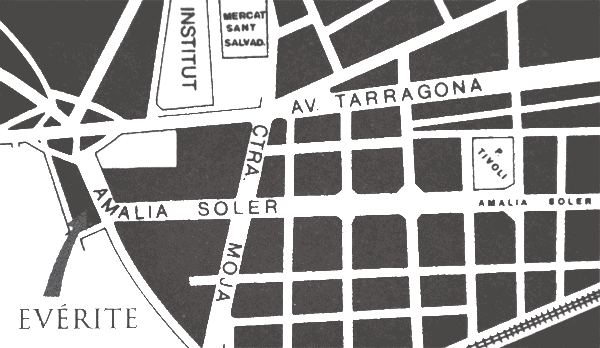 INSTITUT
MERCAT
SANT
SALVAD.
AV. TARRAGONA
CTRA.
MOJA
P.
TIVOLI
AMALIA SOLER
AMALIA SOLER
EVÉRITE